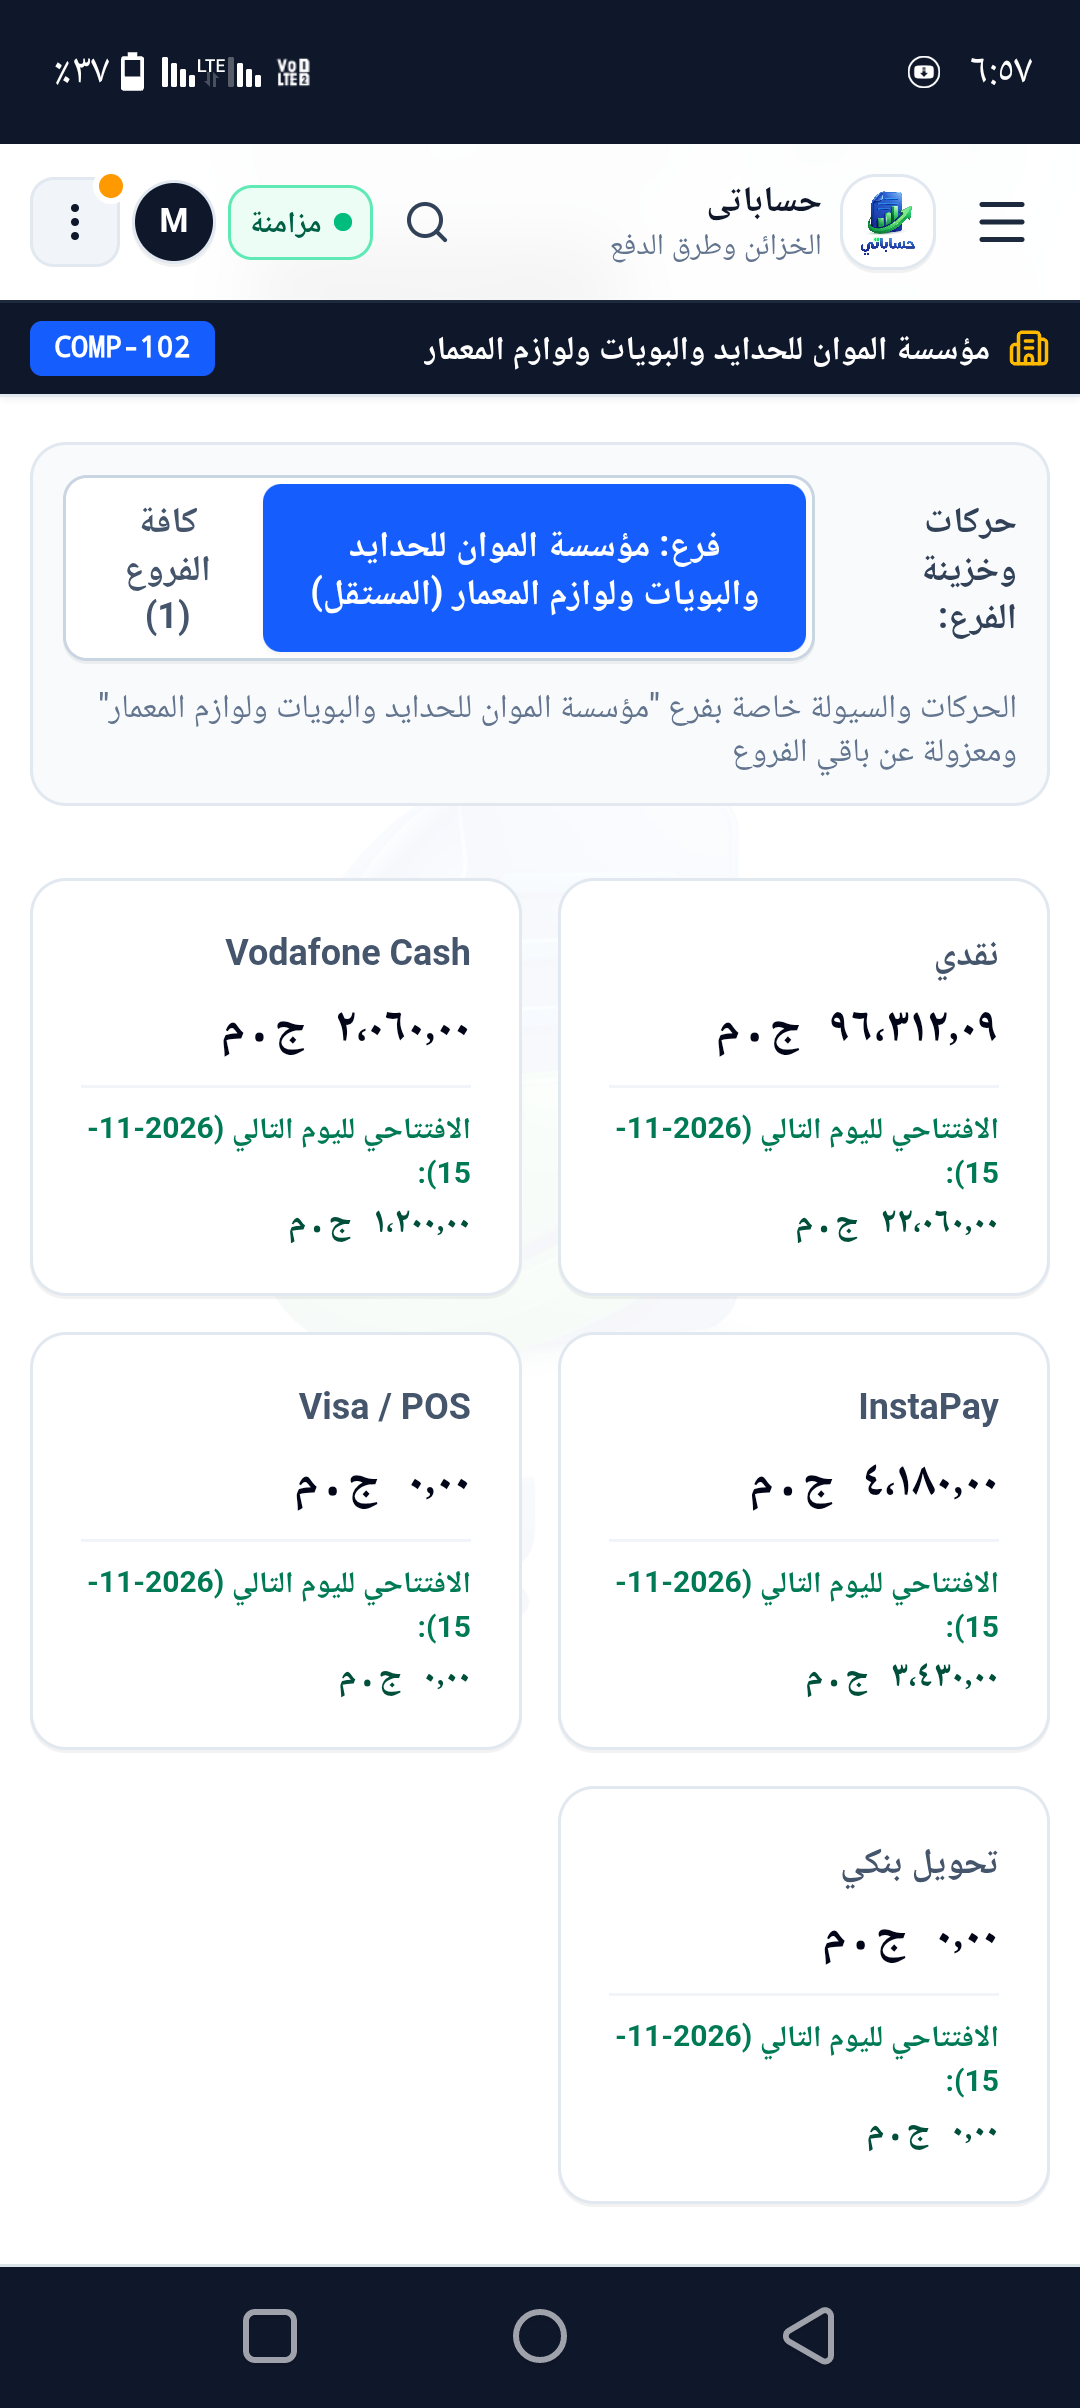 ٪٣٧ LTE Vo LTE 2 ٦:٥٧
حساباتى
الخزائن وطرق الدفع
حساباتي
مزامنة
M
مؤسسة الموان للحدايد والبويات ولوازم المعمار
COMP-102
حركات
وخزينة
الفرع:
فرع: مؤسسة الموان للحدايد
والبويات ولوازم المعمار (المستقل)
كافة
الفروع
(1)
الحركات والسيولة خاصة بفرع "مؤسسة الموان للحدايد والبويات ولوازم المعمار"
ومعزولة عن باقي الفروع
نقدي
٩٦،٣١٢,٠٩ ج.م
الافتتاحي لليوم التالي (2026-11-
15):
٢٢،٠٦٠,٠٠ ج.م
Vodafone Cash
٢،٠٦٠,٠٠ ج.م
الافتتاحي لليوم التالي (2026-11-
15):
١،٢٠٠,٠٠ ج.م
InstaPay
٤،١٨٠,٠٠ ج.م
الافتتاحي لليوم التالي (2026-11-
15):
٣،٤٣٠,٠٠ ج.م
Visa / POS
٠,٠٠ ج.م
الافتتاحي لليوم التالي (2026-11-
15):
٠,٠٠ ج.م
تحويل بنكي
٠,٠٠ ج.م
الافتتاحي لليوم التالي (2026-11-
15):
٠,٠٠ ج.م